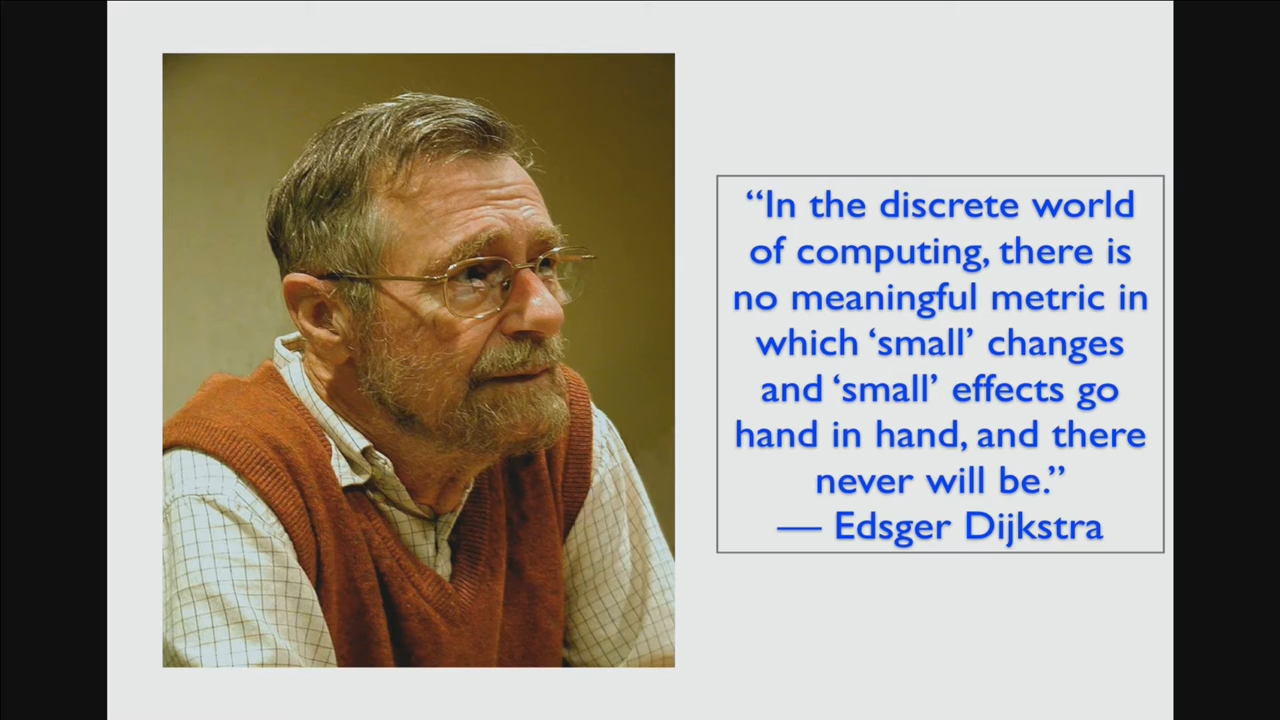 “In the discrete world
of computing, there is
no meaningful metric in
which ‘small’ changes
and ‘small’ effects go
hand in hand, and there
never will be.”
— Edsger Dijkstra